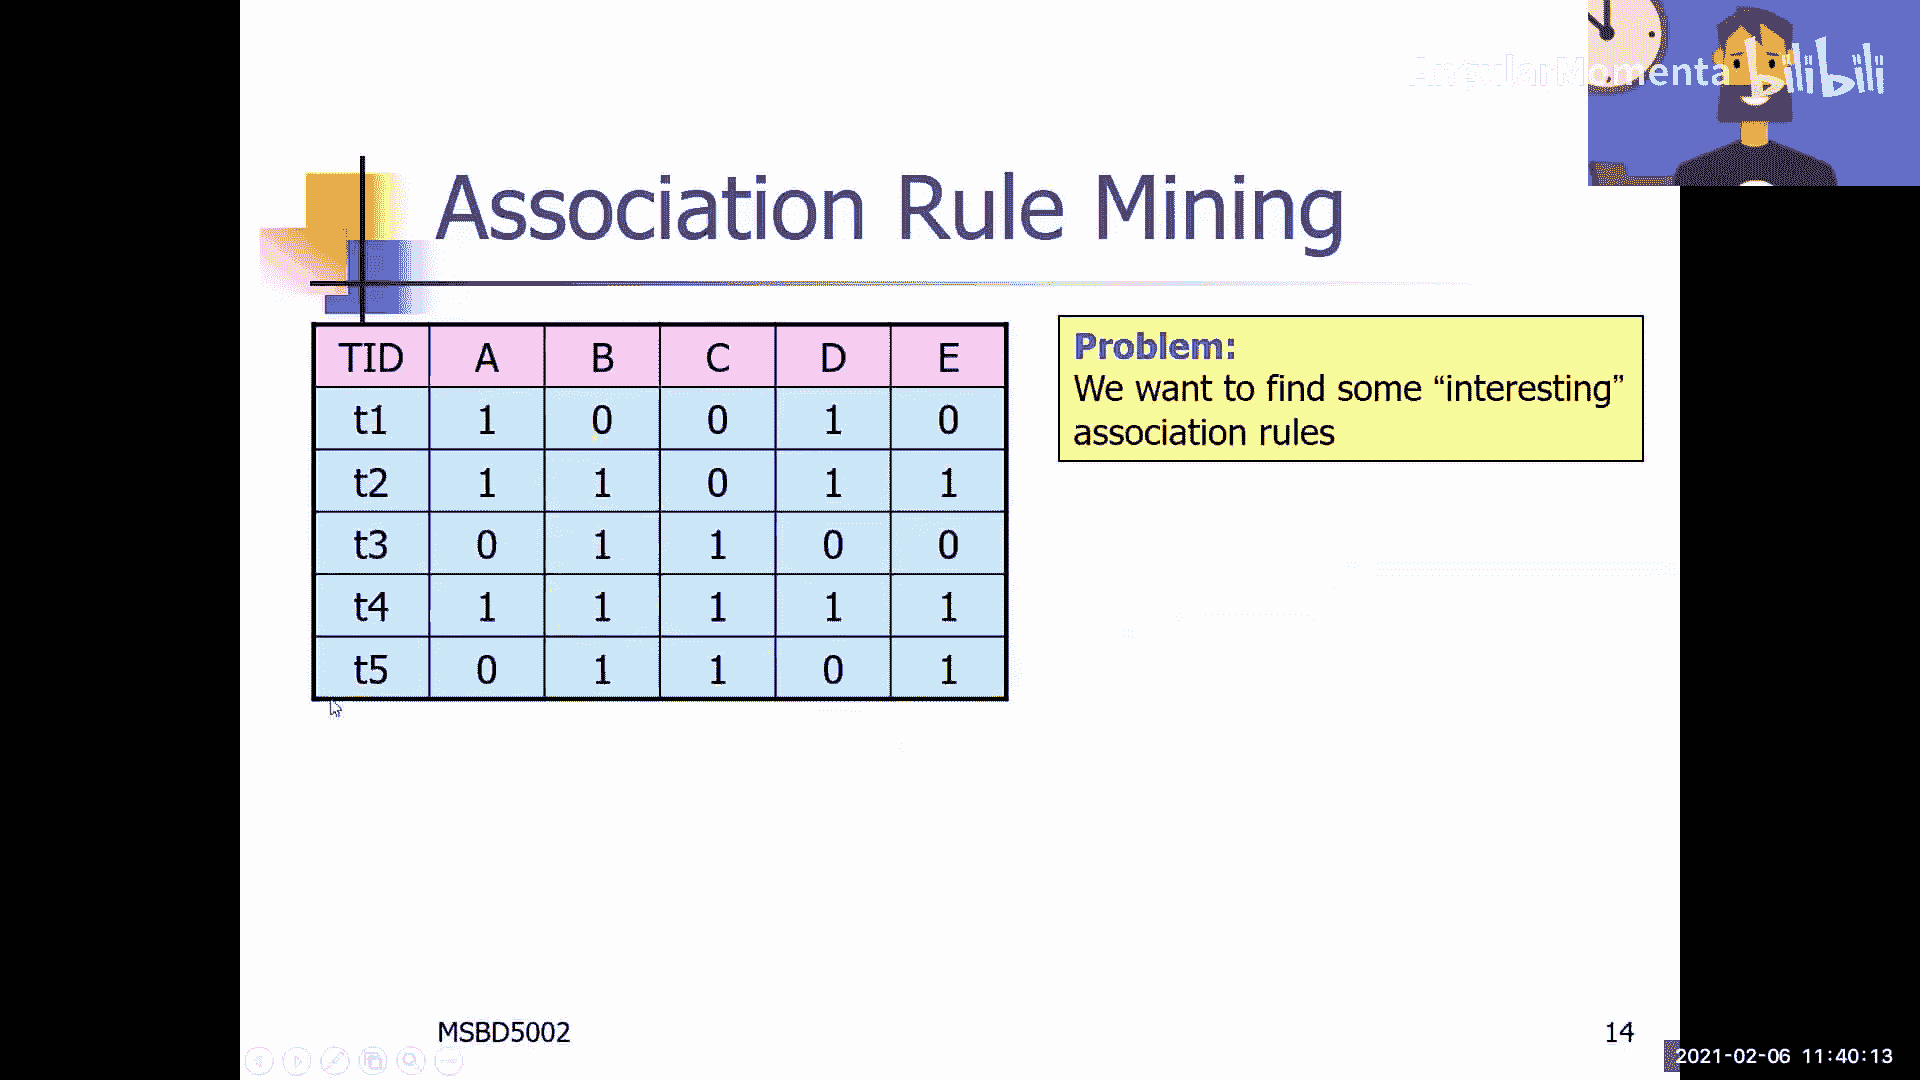 AngularMomenta bilibili
Association Rule Mining
TID A B C D E
t1 1 0 0 1 0
t2 1 1 0 1 1
t3 0 1 1 0 0
t4 1 1 1 1 1
t5 0 1 1 0 1
Problem:
We want to find some “interesting”
association rules
MSBD5002
14
2021-02-06 11:40:13